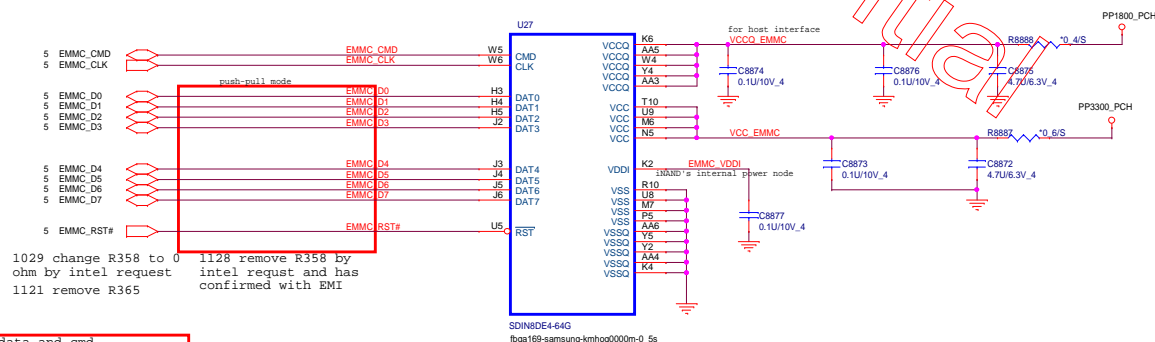 U27
PP1800_PCH
for host interface
5 EMMC_CMD
EMMC_CMD
W5
CMD
5 EMMC_CLK
EMMC_CLK
W6
CLK
push-pull mode
5 EMMC_D0
EMMC_D0
H3
DAT0
5 EMMC_D1
EMMC_D1
H4
DAT1
5 EMMC_D2
EMMC_D2
H5
DAT2
5 EMMC_D3
EMMC_D3
J2
DAT3
5 EMMC_D4
EMMC_D4
J3
DAT4
5 EMMC_D5
EMMC_D5
J4
DAT5
5 EMMC_D6
EMMC_D6
J5
DAT6
5 EMMC_D7
EMMC_D7
J6
DAT7
5 EMMC_RST#
EMMC_RST#
U5
RST
VCCQ K6
VCCQ AA5
VCCQ W4
VCCQ Y4
VCCQ AA3
VCCQ_EMMC
R8888 *0_4/S
C8874
0.1U/10V_4
C8876
0.1U/10V_4
C8875
4.7U/6.3V_4
VCC T10
VCC U9
VCC M6
VCC N5
PP3300_PCH
VCC_EMMC
R8887 *0_6/S
C8873
0.1U/10V_4
C8872
4.7U/6.3V_4
VDDI K2
EMMC_VDDI
iNAND's internal power node
C8877
0.1U/10V_4
VSS R10
VSS U8
VSS M7
VSS P5
VSSQ AA6
VSSQ Y5
VSSQ Y2
VSSQ AA4
VSSQ K4
1029 change R358 to 0
ohm by intel request
1121 remove R365
1128 remove R358 by
intel requst and has
confirmed with EMI
SDIN8DE4-64G
fbga169-samsung-kmhog0000m-0_5s
data and cmd